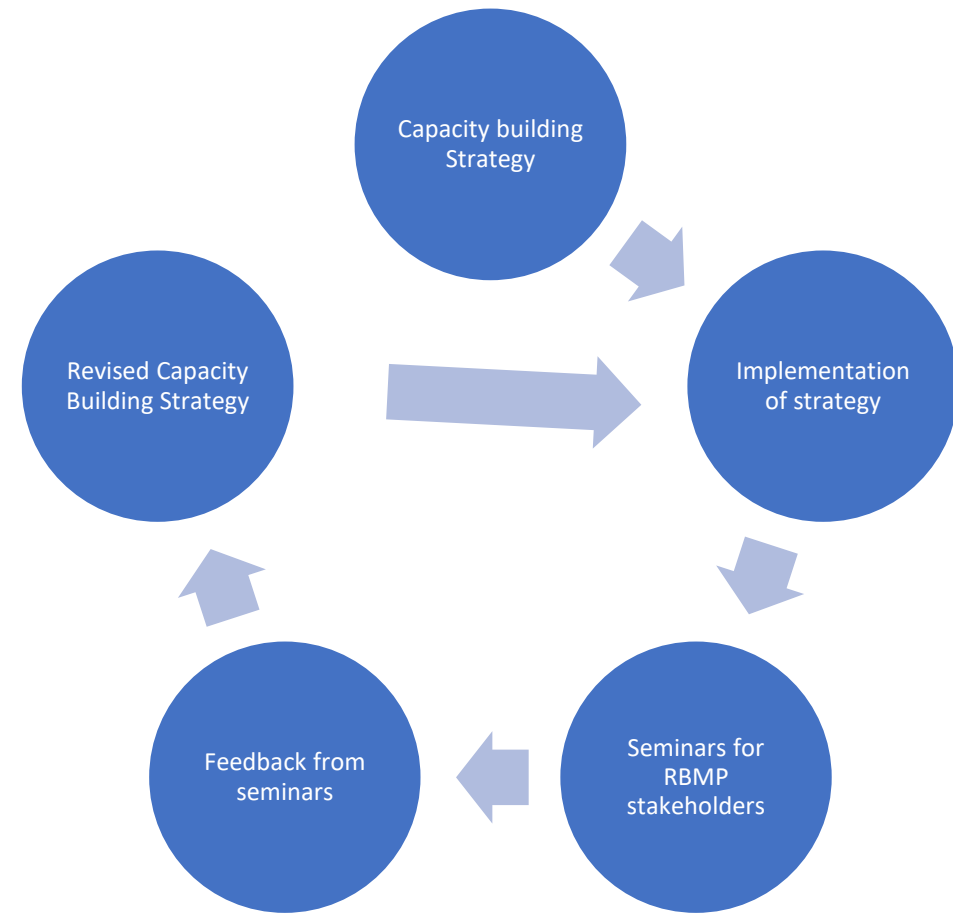 Capacity building
Strategy
Implementation
of strategy
Seminars for
RBMP
stakeholders
Feedback from
seminars
Revised Capacity
Building Strategy